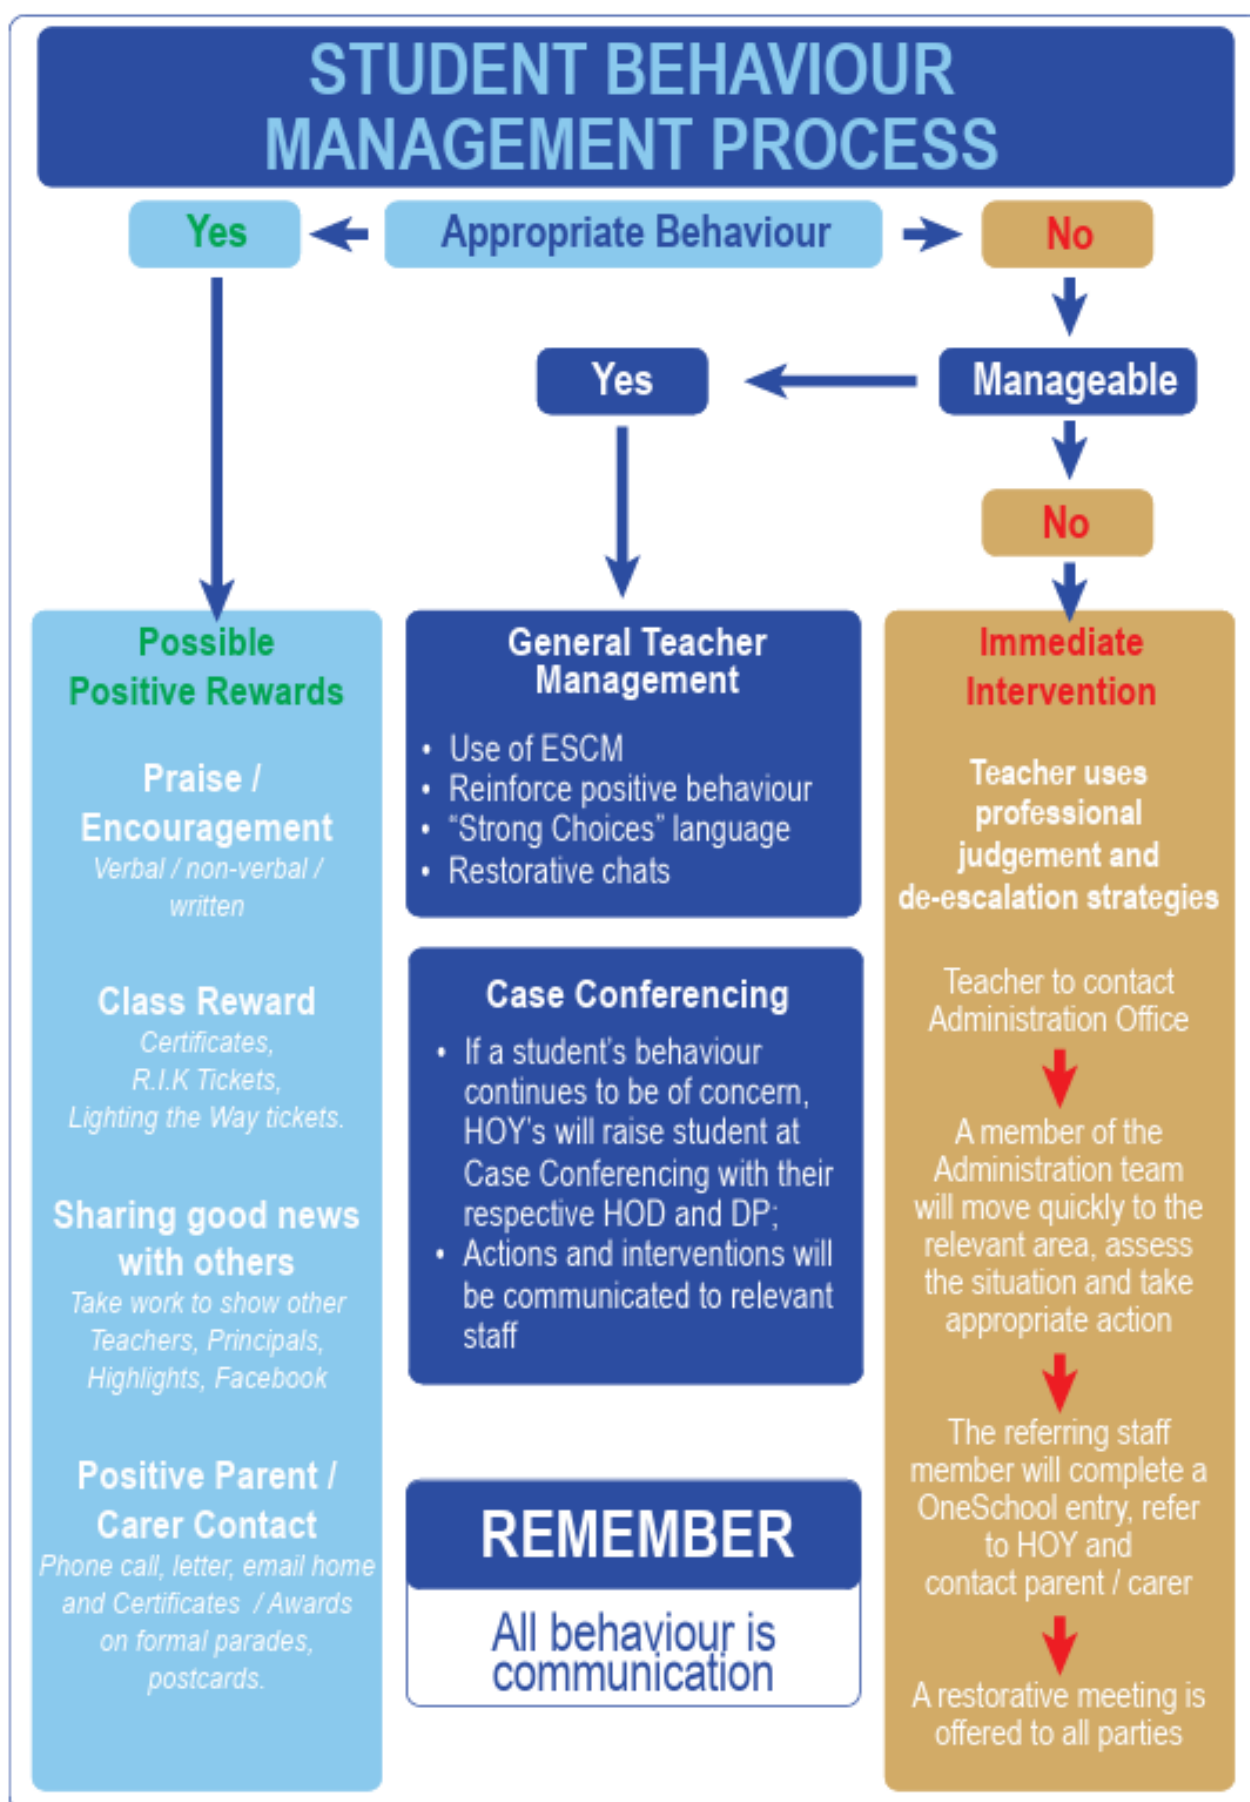 STUDENT BEHAVIOUR
MANAGEMENT PROCESS
Yes
Appropriate Behaviour
No
Yes
Manageable
No
Possible
Positive Rewards
Praise /
Encouragement
Verbal / non-verbal /
written
Class Reward
Certificates,
R.I.K Tickets,
Lighting the Way tickets.
Sharing good news
with others
Take work to show other
Teachers, Principals,
Highlights, Facebook
Positive Parent /
Carer Contact
Phone call, letter, email home
and Certificates / Awards
on formal parades,
postcards.
General Teacher
Management
• Use of ESCM
• Reinforce positive behaviour
• “Strong Choices” language
• Restorative chats
Case Conferencing
• If a student’s behaviour
continues to be of concern,
HOY’s will raise student at
Case Conferencing with their
respective HOD and DP;
• Actions and interventions will
be communicated to relevant
staff
REMEMBER
All behaviour is
communication
Immediate
Intervention
Teacher uses
professional
judgement and
de-escalation strategies
Teacher to contact
Administration Office
A member of the
Administration team
will move quickly to the
relevant area, assess
the situation and take
appropriate action
The referring staff
member will complete a
OneSchool entry, refer
to HOY and
contact parent / carer
A restorative meeting is
offered to all parties